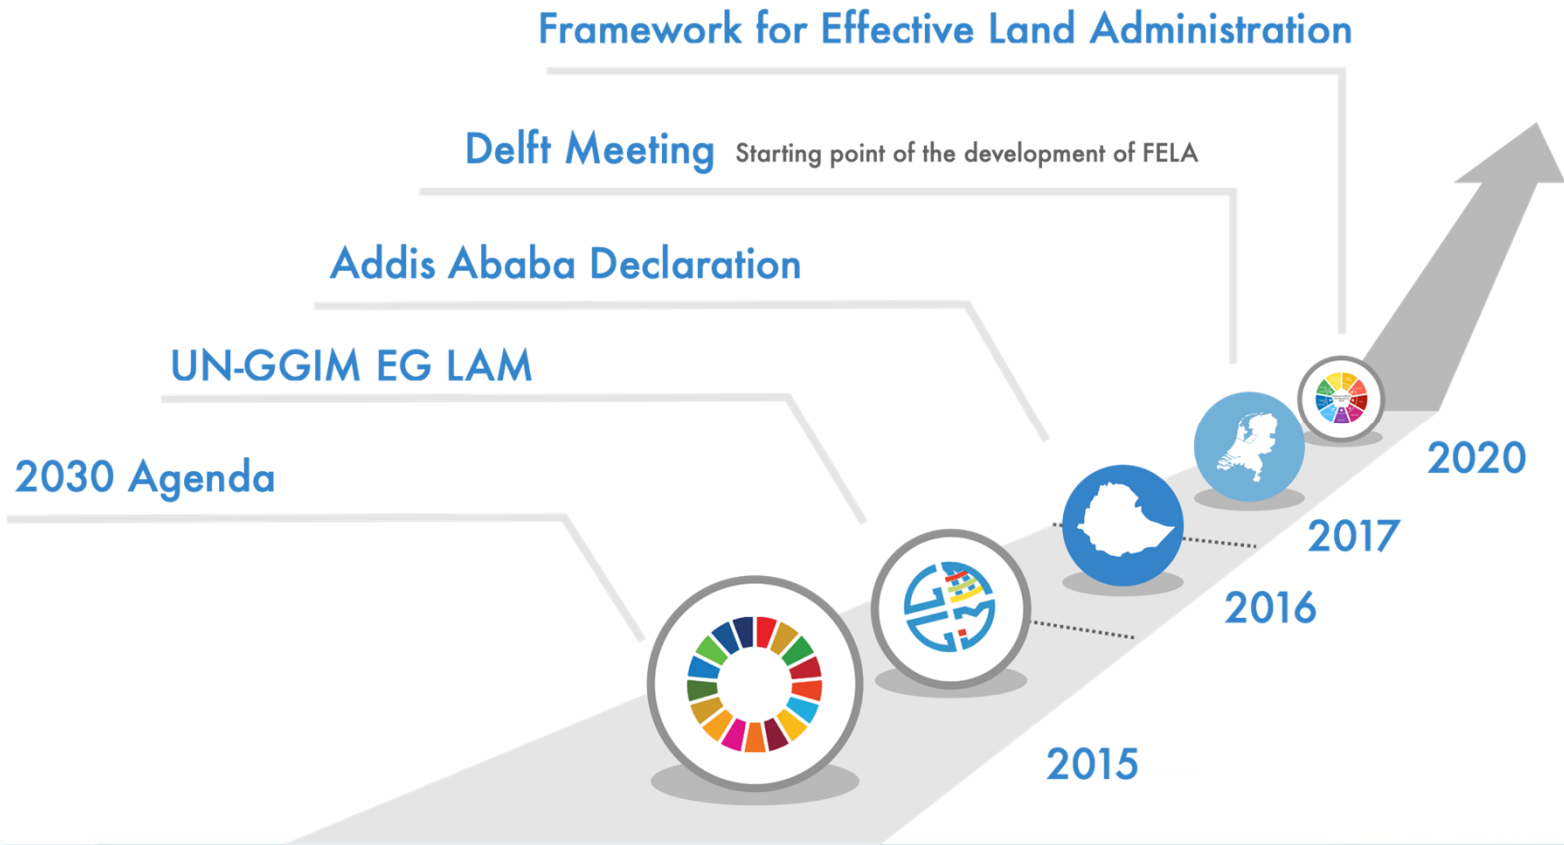 Framework for Effective Land Administration
Delft Meeting Starting point of the development of FELA
Addis Ababa Declaration
UN-GGIM EG LAM
2030 Agenda
2020
2017
2016
2015